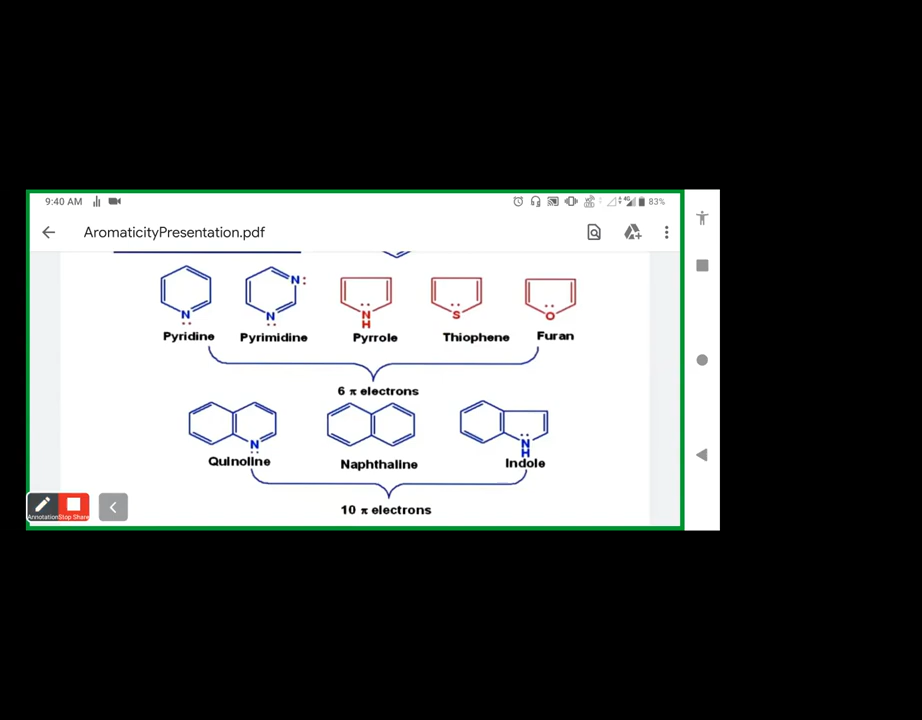 9:40 AM 83%
AromaticityPresentation.pdf
N:
N N N H S O
Pyridine Pyrimidine Pyrrole Thiophene Furan
6 π electrons
N N H
Quinoline Naphthaline Indole
10 π electrons
Annotation Stop Share